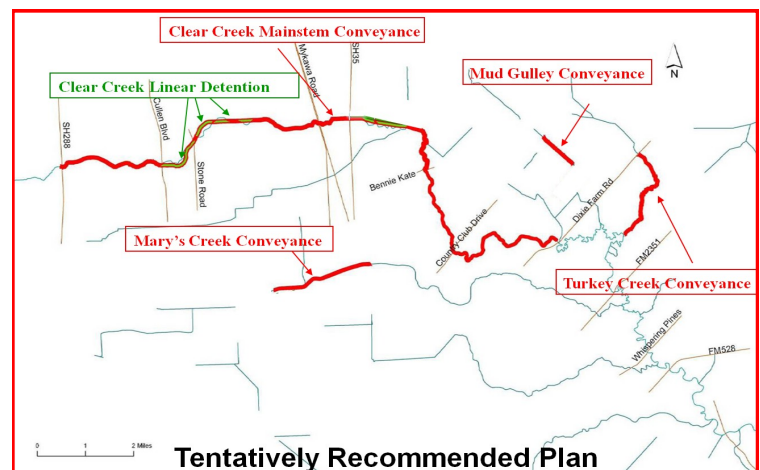 Clear Creek Mainstem Conveyance
Clear Creek Linear Detention
Mud Gulley Conveyance
N
SH288
Cullen Blvd
Stone Road
Mykawa Road
SH35
Bennie Kate
Country Club Drive
Dixie Farm Rd
Mary's Creek Conveyance
FM2351
Turkey Creek Conveyance
Whispering Pines
FM528
0 1 2 Miles
Tentatively Recommended Plan